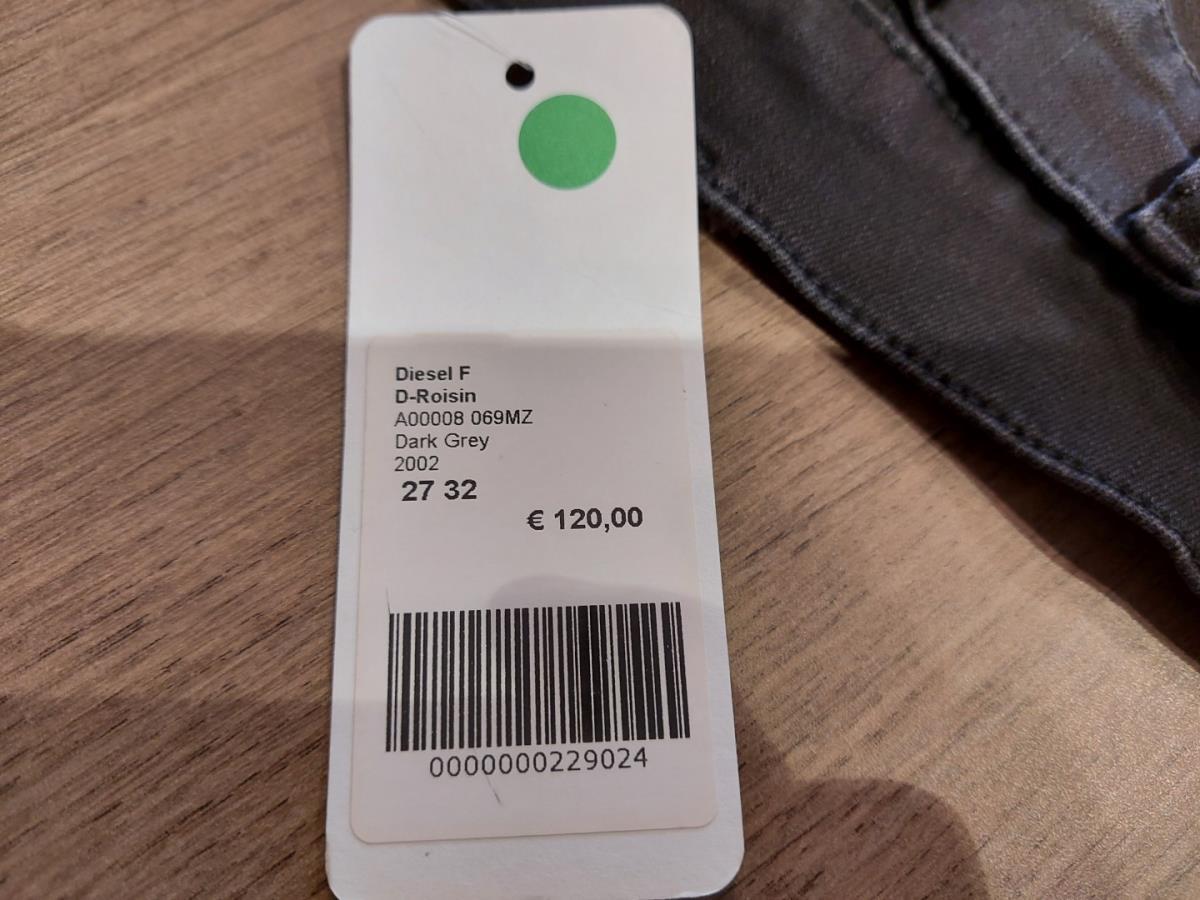 Diesel F
D-Roisin
A00008 069MZ
Dark Grey
2002
27 32
€ 120,00
0000000229024